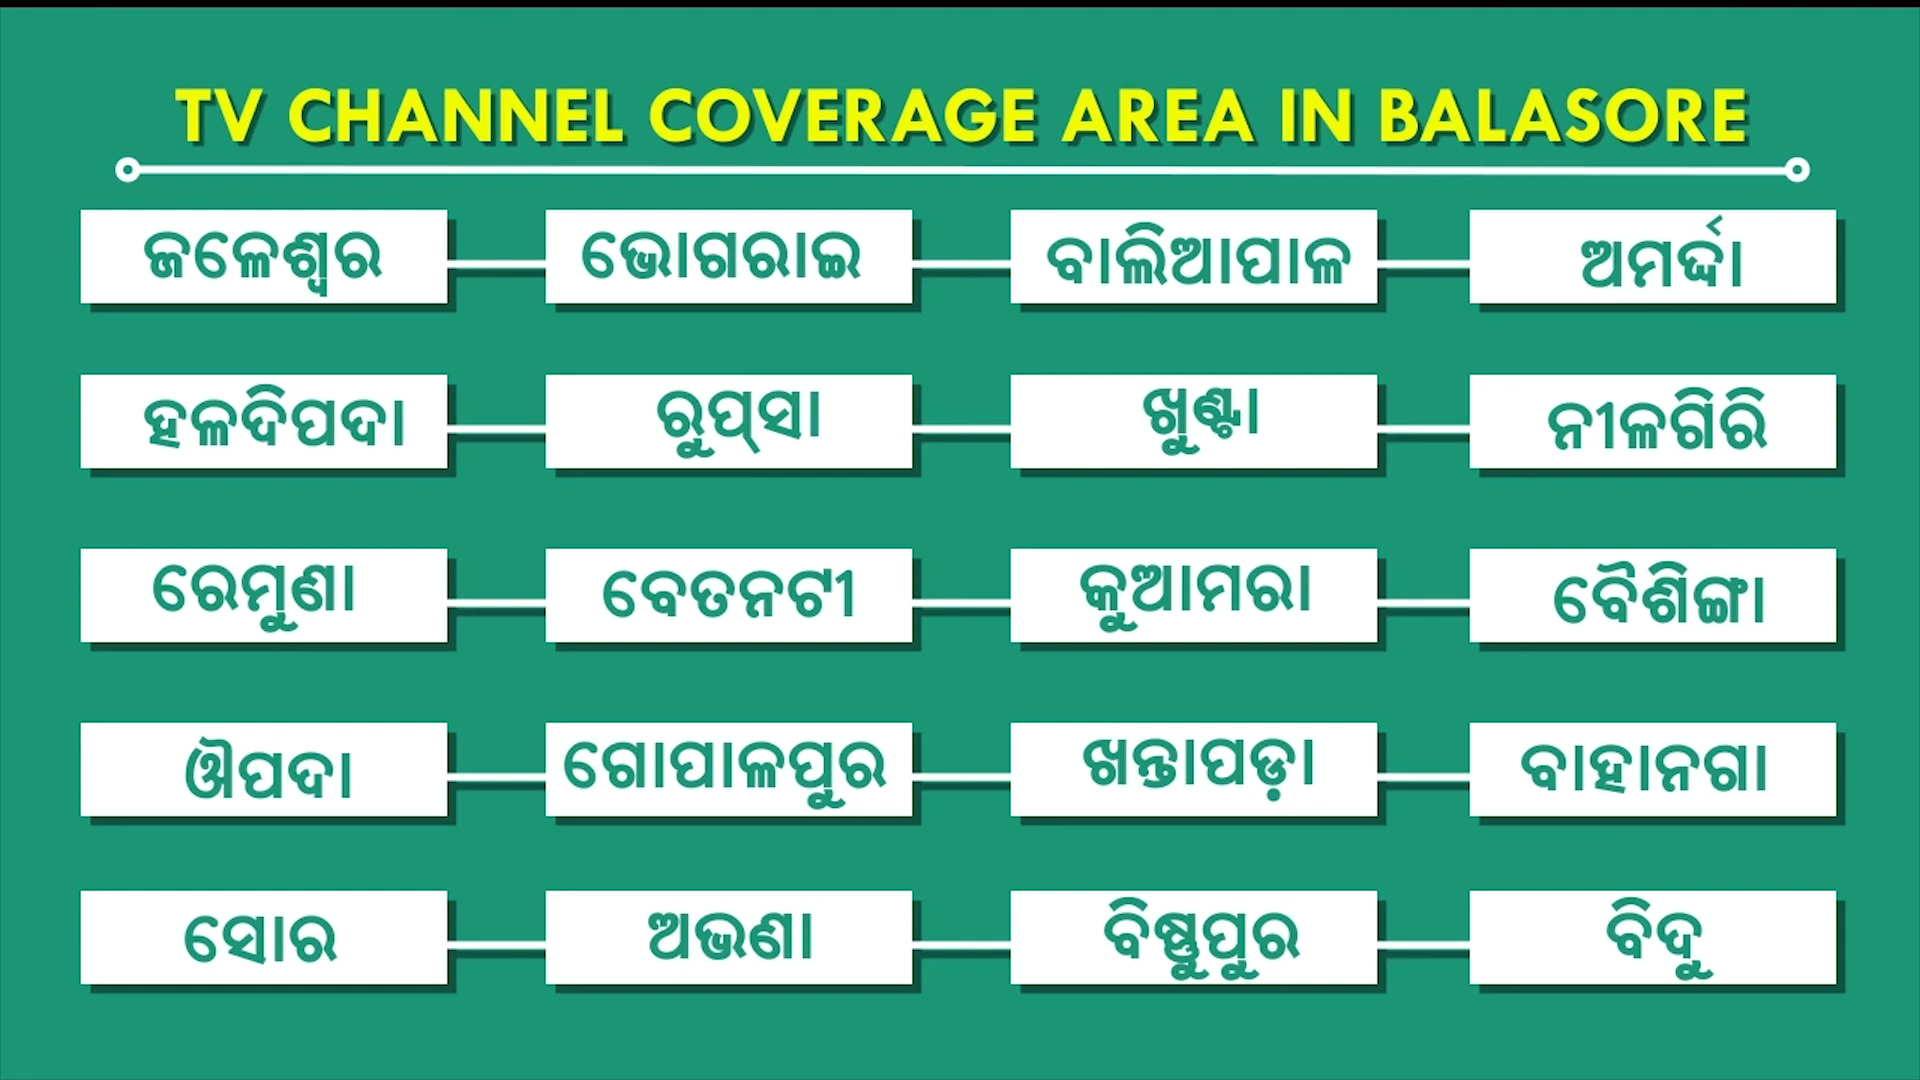 TV CHANNEL COVERAGE AREA IN BALASORE
ଜଳେଶ୍ୱର ଭୋଗରାଇ ବାଲିଆପାଳ ଅମର୍ଦ୍ଦା
ହଳଦିପଦା ରୁପ୍‌ସା ଖୁଣ୍ଟା ନୀଳଗିରି
ରେମୁଣା ବେତନଟୀ କୁଆମରା ବୈଶିଙ୍ଗା
ଔପଦା ଗୋପାଳପୁର ଖନ୍ତାପଡ଼ା ବାହାନଗା
ସୋର ଅଭଣା ବିଷ୍ଣୁପୁର ବିଦୁ